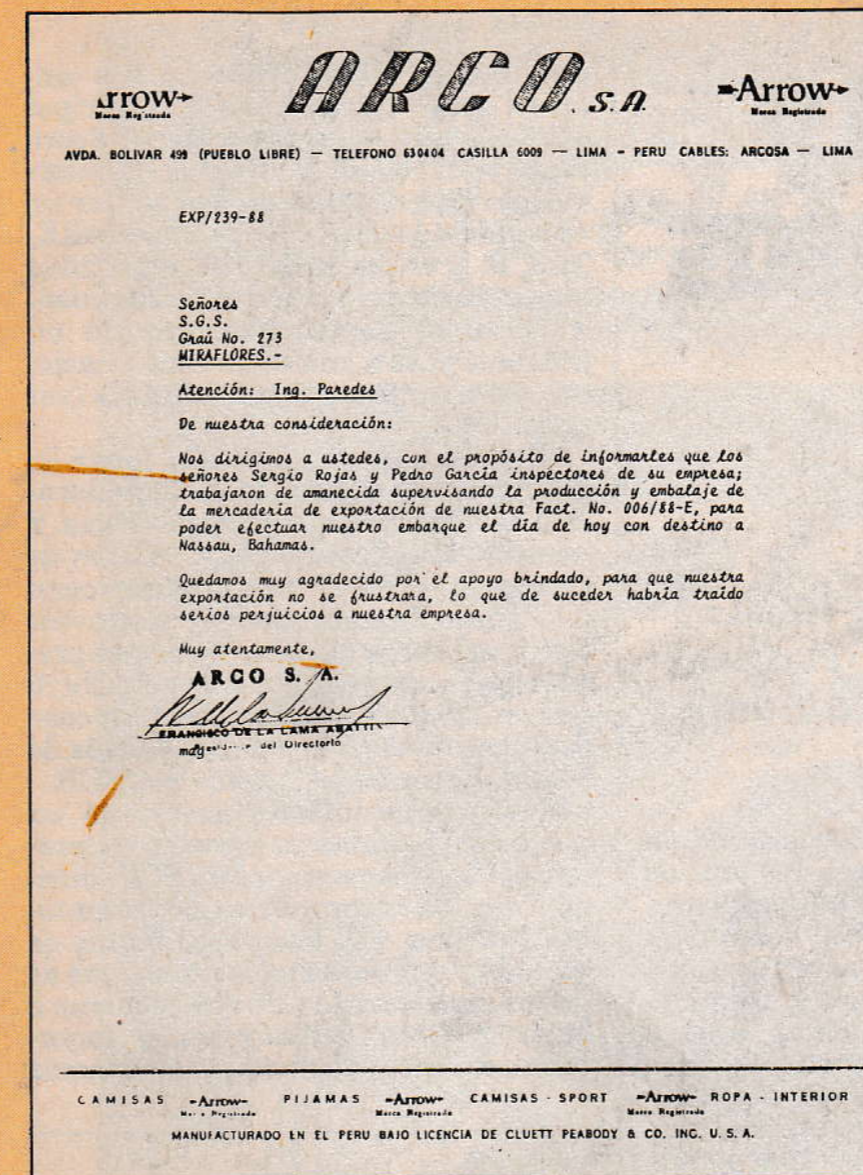 Arrow
Marca Registrada
ARCO. S.A.
Arrow
Marca Registrada
AVDA. BOLIVAR 499 (PUEBLO LIBRE) — TELEFONO 630404 CASILLA 6009 — LIMA - PERU CABLES: ARCOSA — LIMA
EXP/239-88
Señores
S.G.S.
Graú No. 273
MIRAFLORES.-
Atención: Ing. Paredes
De nuestra consideración:
Nos dirigimos a ustedes, con el propósito de informarles que los
señores Sergio Rojas y Pedro García inspectores de su empresa;
trabajaron de amanecida supervisando la producción y embalaje de
la mercadería de exportación de nuestra Fact. No. 006/88-E, para
poder efectuar nuestro embarque el día de hoy con destino a
Nassau, Bahamas.
Quedamos muy agradecido por el apoyo brindado, para que nuestra
exportación no se frustrara, lo que de suceder habría traído
serios perjuicios a nuestra empresa.
Muy atentamente,
ARCO S. A.
FRANCISCO DE LA LAMA
del Directorio
mag
CAMISAS Arrow PIJAMAS Arrow CAMISAS - SPORT Arrow ROPA - INTERIOR
Marca Registrada Marca Registrada Marca Registrada
MANUFACTURADO EN EL PERU BAJO LICENCIA DE CLUETT PEABODY & CO. INC. U.S.A.